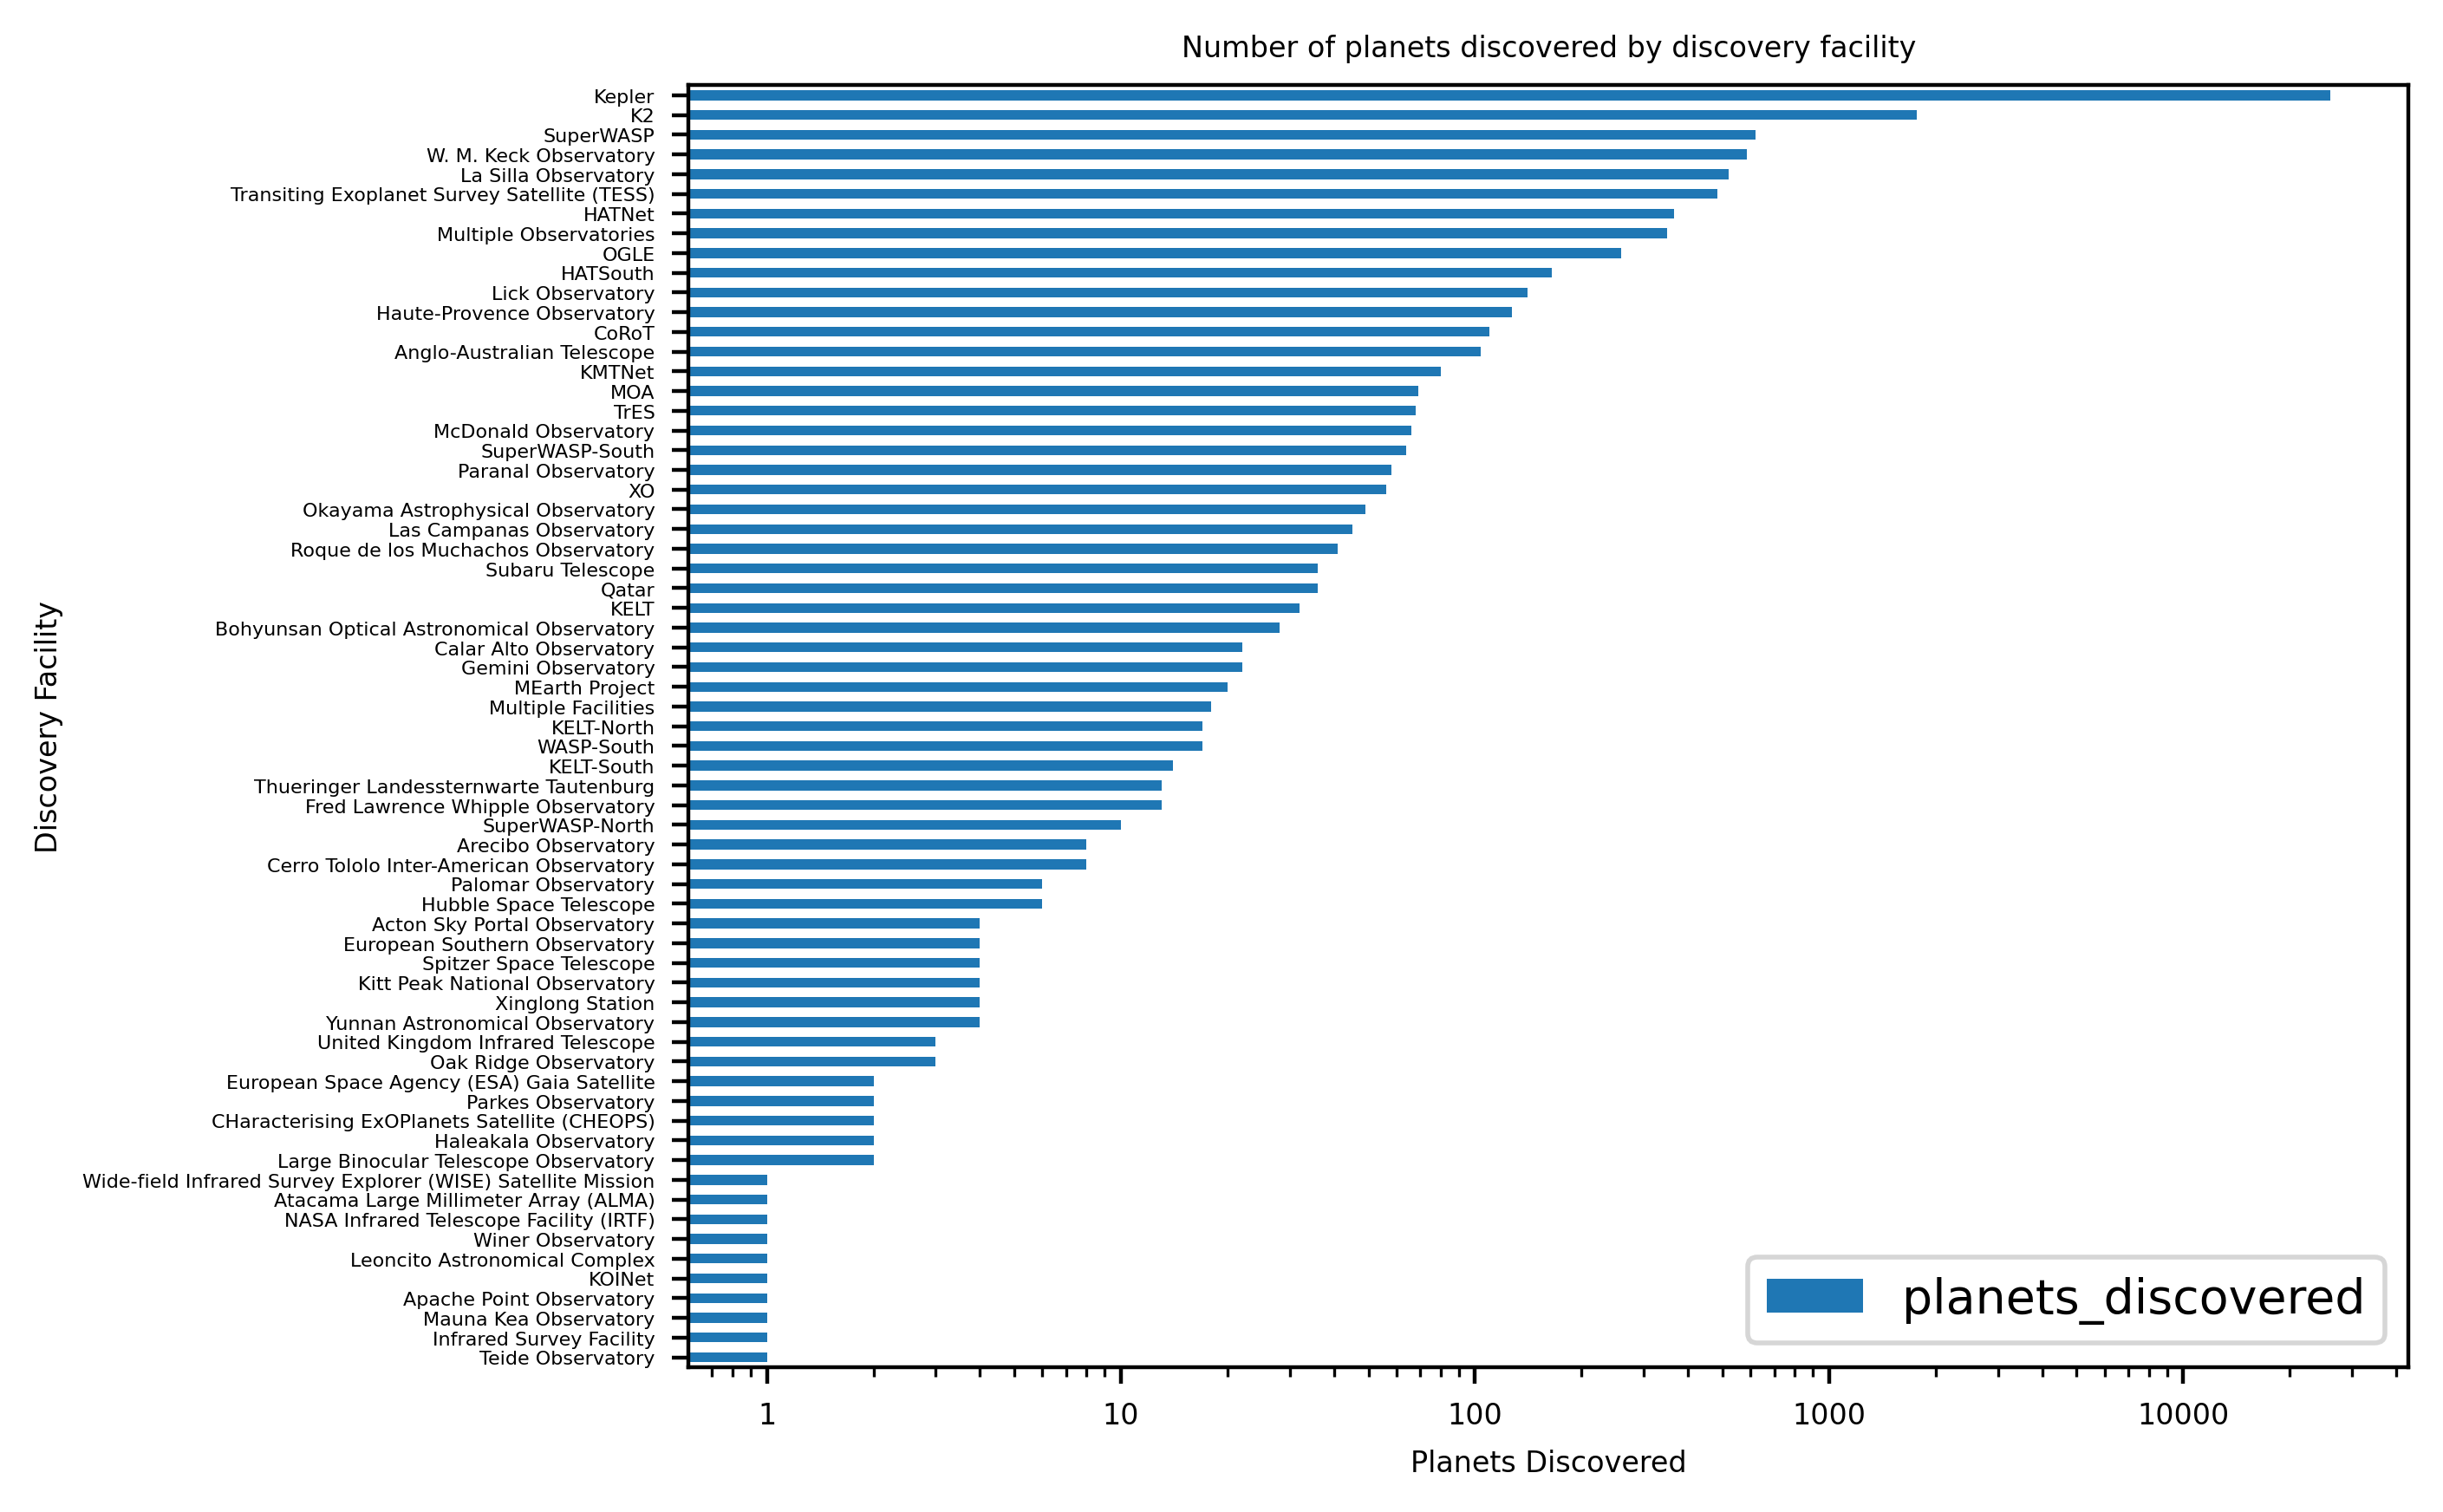 Number of planets discovered by discovery facility
Kepler
K2
SuperWASP
W. M. Keck Observatory
La Silla Observatory
Transiting Exoplanet Survey Satellite (TESS)
HATNet
Multiple Observatories
OGLE
HATSouth
Lick Observatory
Haute-Provence Observatory
CoRoT
Anglo-Australian Telescope
KMTNet
MOA
TrES
McDonald Observatory
SuperWASP-South
Paranal Observatory
XO
Okayama Astrophysical Observatory
Las Campanas Observatory
Roque de los Muchachos Observatory
Subaru Telescope
Qatar
KELT
Bohyunsan Optical Astronomical Observatory
Calar Alto Observatory
Gemini Observatory
MEarth Project
Multiple Facilities
KELT-North
WASP-South
KELT-South
Thueringer Landessternwarte Tautenburg
Fred Lawrence Whipple Observatory
SuperWASP-North
Arecibo Observatory
Cerro Tololo Inter-American Observatory
Palomar Observatory
Hubble Space Telescope
Acton Sky Portal Observatory
European Southern Observatory
Spitzer Space Telescope
Kitt Peak National Observatory
Xinglong Station
Yunnan Astronomical Observatory
United Kingdom Infrared Telescope
Oak Ridge Observatory
European Space Agency (ESA) Gaia Satellite
Parkes Observatory
CHaracterising ExOPlanets Satellite (CHEOPS)
Haleakala Observatory
Large Binocular Telescope Observatory
Wide-field Infrared Survey Explorer (WISE) Satellite Mission
Atacama Large Millimeter Array (ALMA)
NASA Infrared Telescope Facility (IRTF)
Winer Observatory
Leoncito Astronomical Complex
KOINet
Apache Point Observatory
Mauna Kea Observatory
Infrared Survey Facility
Teide Observatory
Discovery Facility
planets_discovered
1 10 100 1000 10000
Planets Discovered